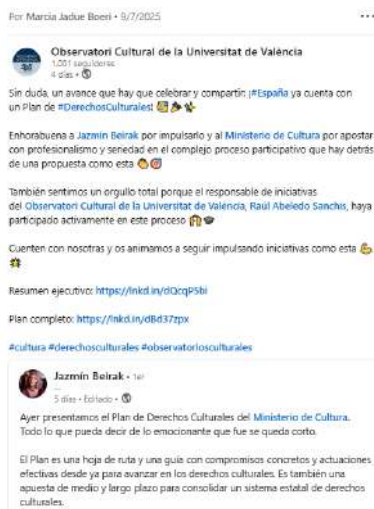 Por Marcia Jadue Boeri • 9/7/2025
Observatori Cultural de la Universitat de València
1.001 seguidores
4 días •
Sin duda, un avance que hay que celebrar y compartir: ¡#España ya cuenta con
un Plan de #DerechosCulturales!
Enhorabuena a Jazmín Beirak por impulsarlo y al Ministerio de Cultura por apostar
con profesionalismo y seriedad en el complejo proceso participativo que hay detrás
de una propuesta como esta
También sentimos un orgullo total porque el responsable de iniciativas
del Observatori Cultural de la Universitat de València, Raúl Abeledo Sanchis, haya
participado activamente en este proceso
Cuenten con nosotras y os animamos a seguir impulsando iniciativas como esta
Resumen ejecutivo: https://lnkd.in/dQcqP5bi
Plan completo: https://lnkd.in/dBd37zpx
#cultura #derechosculturales #observatoriosculturales
Jazmín Beirak • 1er
...
5 días • Editado •
Ayer presentamos el Plan de Derechos Culturales del Ministerio de Cultura.
Todo lo que pueda decir de lo emocionante que fue se queda corto.
El Plan es una hoja de ruta y una guía con compromisos concretos y actuaciones
efectivas desde ya para avanzar en los derechos culturales. Es también una
apuesta de medio y largo plazo para consolidar un sistema estatal de derechos
culturales.